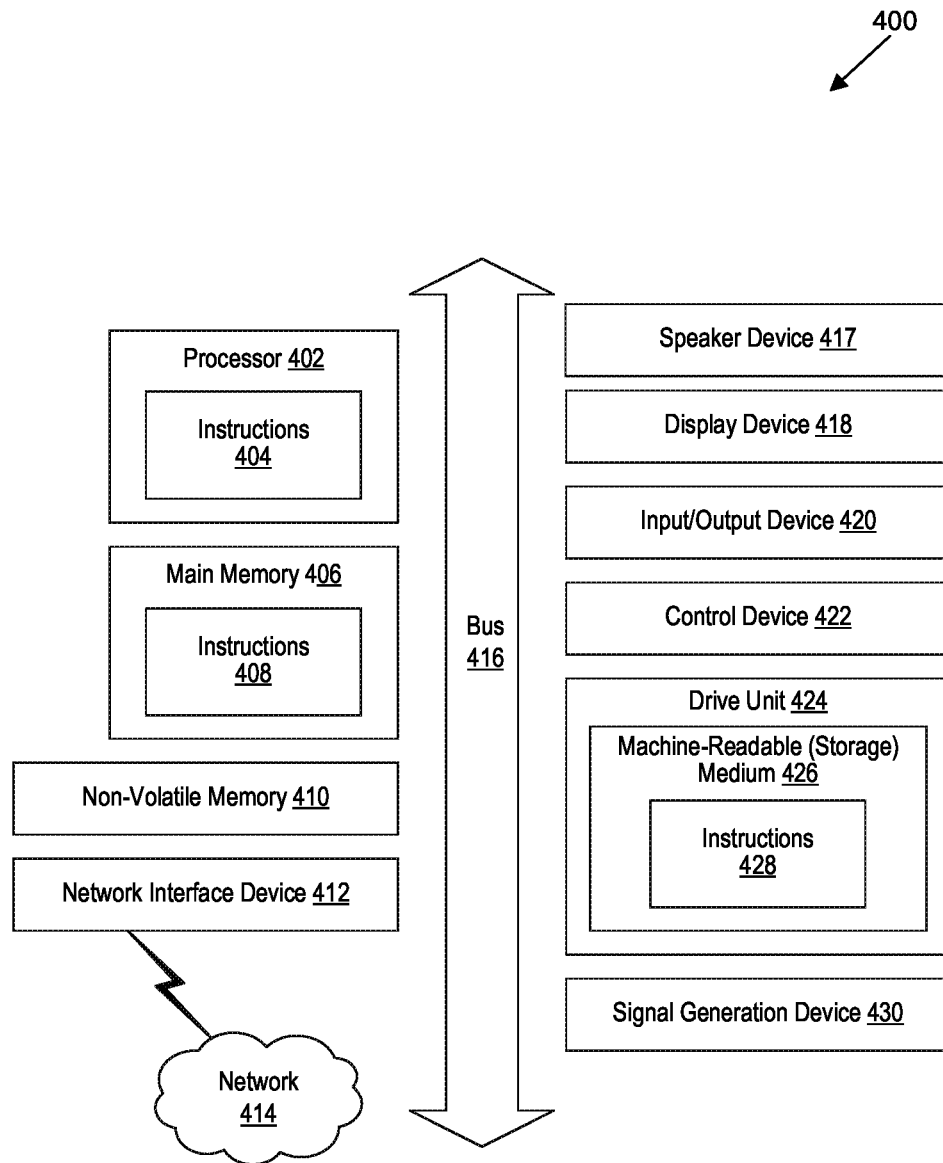 400
Processor 402
Instructions
404
Main Memory 406
Instructions
408
Non-Volatile Memory 410
Network Interface Device 412
Network
414
Bus
416
Speaker Device 417
Display Device 418
Input/Output Device 420
Control Device 422
Drive Unit 424
Machine-Readable (Storage)
Medium 426
Instructions
428
Signal Generation Device 430